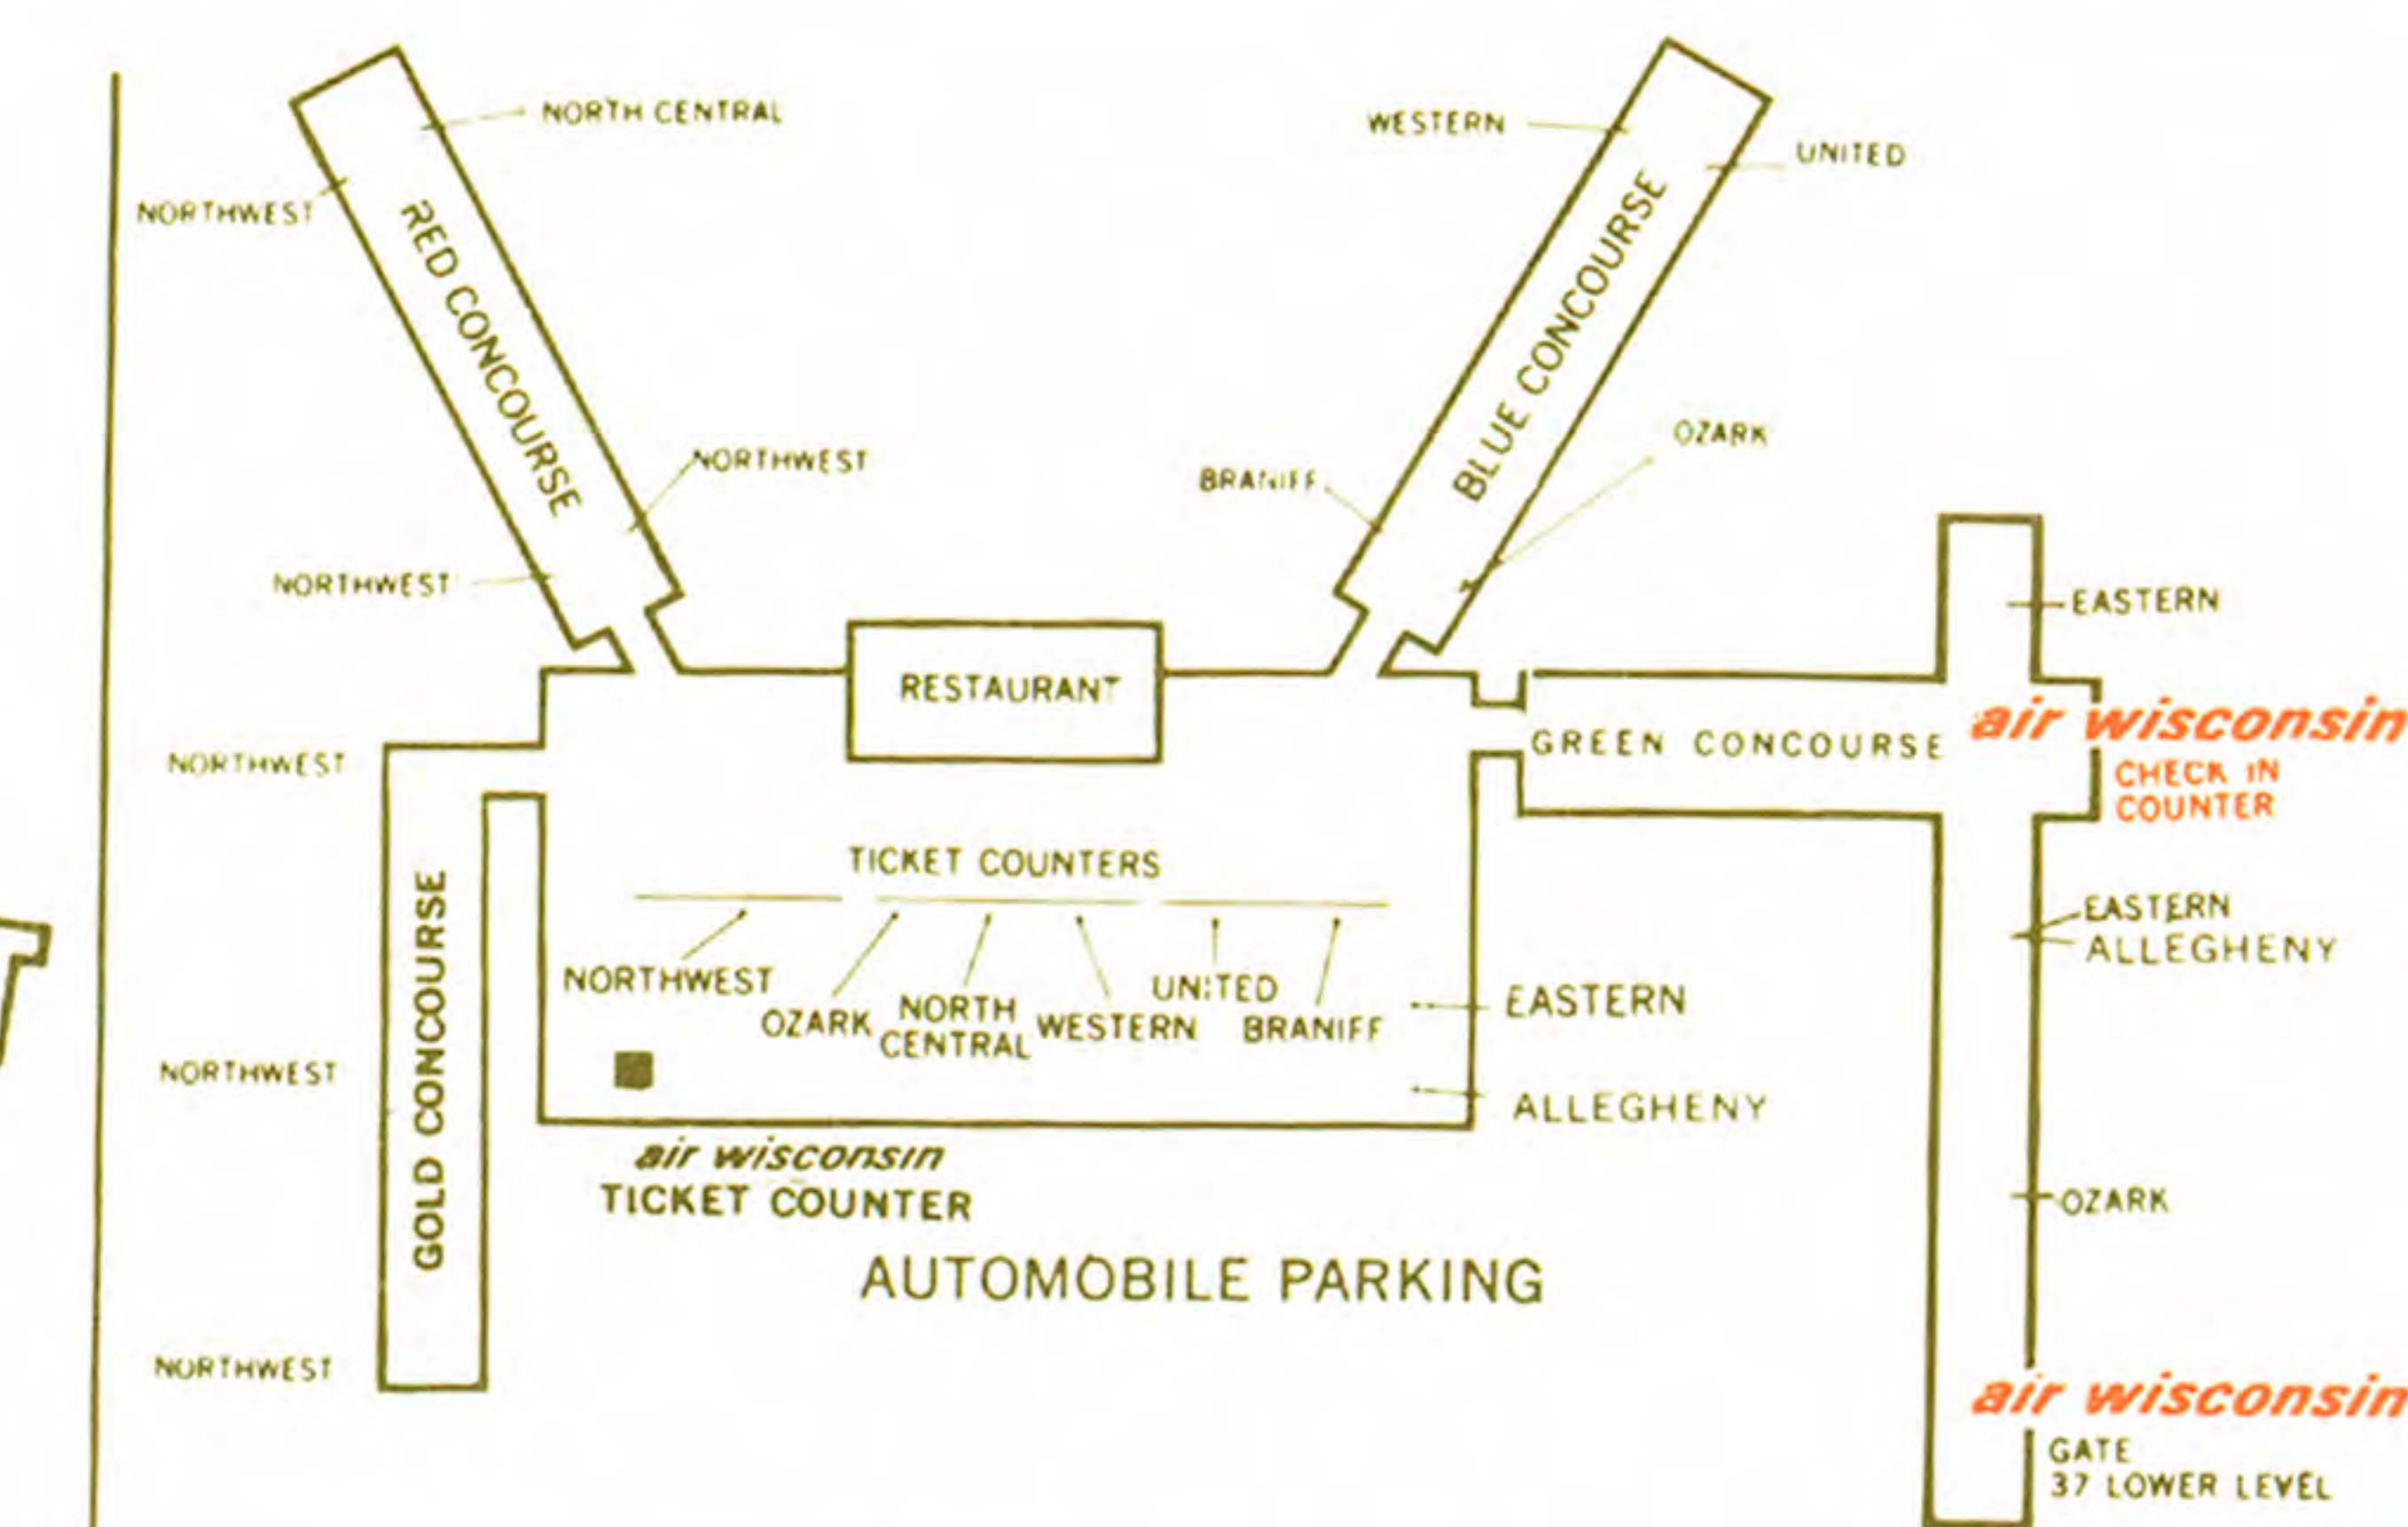 NORTH CENTRAL
WESTERN
UNITED
NORTHWEST
RED CONCOURSE
BLUE CONCOURSE
NORTHWEST
BRANIFF
OZARK
NORTHWEST
EASTERN
RESTAURANT
air wisconsin
CHECK IN
COUNTER
GREEN CONCOURSE
NORTHWEST
TICKET COUNTERS
EASTERN
ALLEGHENY
GOLD CONCOURSE
NORTHWEST
OZARK
NORTH
CENTRAL
WESTERN
UNITED
BRANIFF
EASTERN
ALLEGHENY
NORTHWEST
air wisconsin
TICKET COUNTER
OZARK
AUTOMOBILE PARKING
NORTHWEST
air wisconsin
GATE
37 LOWER LEVEL